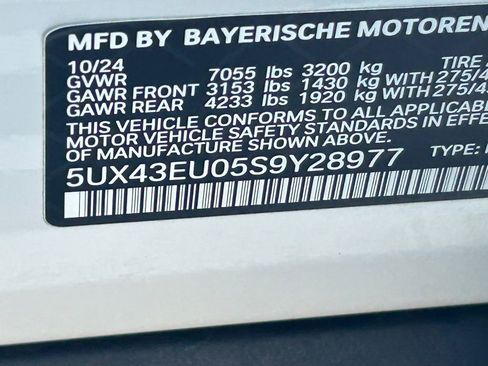 MFD BY BAYERISCHE MOTOREN
10/24 TIRE
GVWR 7055 lbs 3200 kg
GAWR FRONT 3153 lbs 1430 kg WITH 275/4
GAWR REAR 4233 lbs 1920 kg WITH 275/4
THIS VEHICLE CONFORMS TO ALL APPLICABLE
MOTOR VEHICLE SAFETY STANDARDS IN EFFE
OF MANUFACTURE SHOWN ABOVE.
5UX43EU05S9Y28977 TYPE: